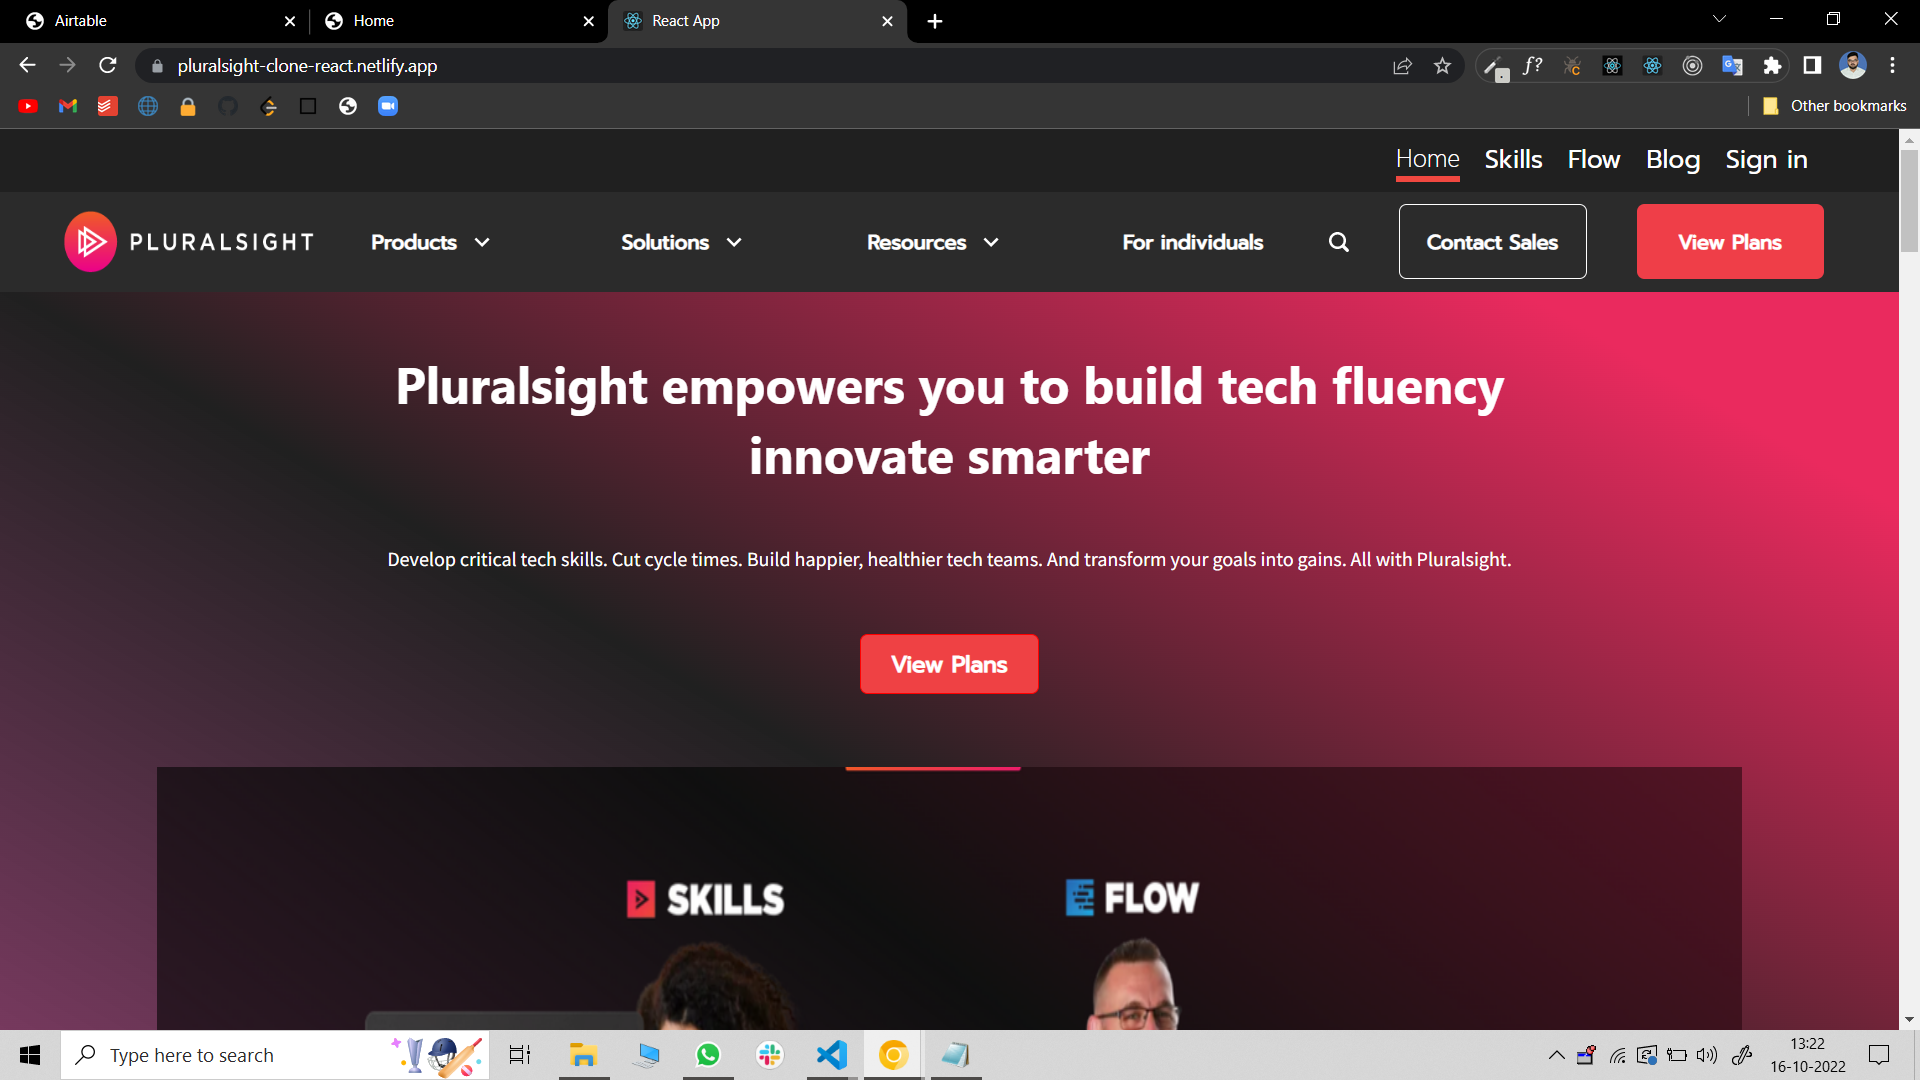 Airtable
Home
React App
pluralsight-clone-react.netlify.app
f?
Other bookmarks
Home Skills Flow Blog Sign in
PLURALSIGHT Products Solutions Resources For individuals Contact Sales View Plans
Pluralsight empowers you to build tech fluency
innovate smarter
Develop critical tech skills. Cut cycle times. Build happier, healthier tech teams. And transform your goals into gains. All with Pluralsight.
View Plans
SKILLS FLOW
Type here to search
13:22
16-10-2022